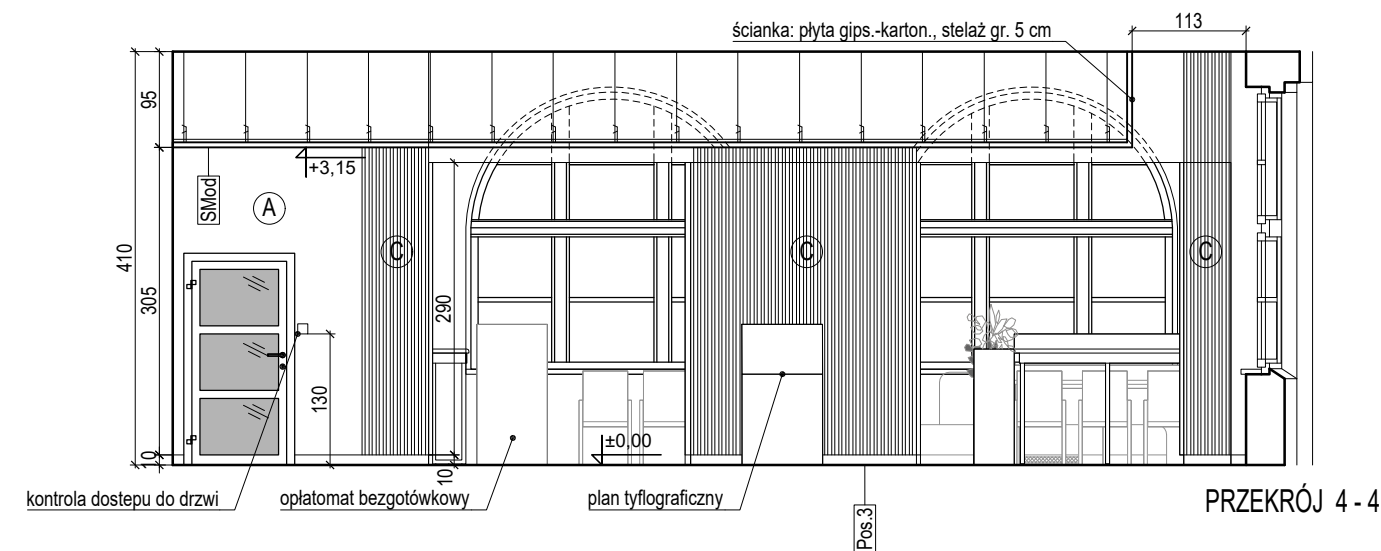 113
ścianka: płyta gips.-karton., stelaż gr. 5 cm
95
+3,15
SMod
A
C
C
C
410
305
290
130
±0,00
10
10
kontrola dostepu do drzwi
opłatomat bezgotówkowy
plan tyflograficzny
Pos.3
PRZEKRÓJ 4 - 4